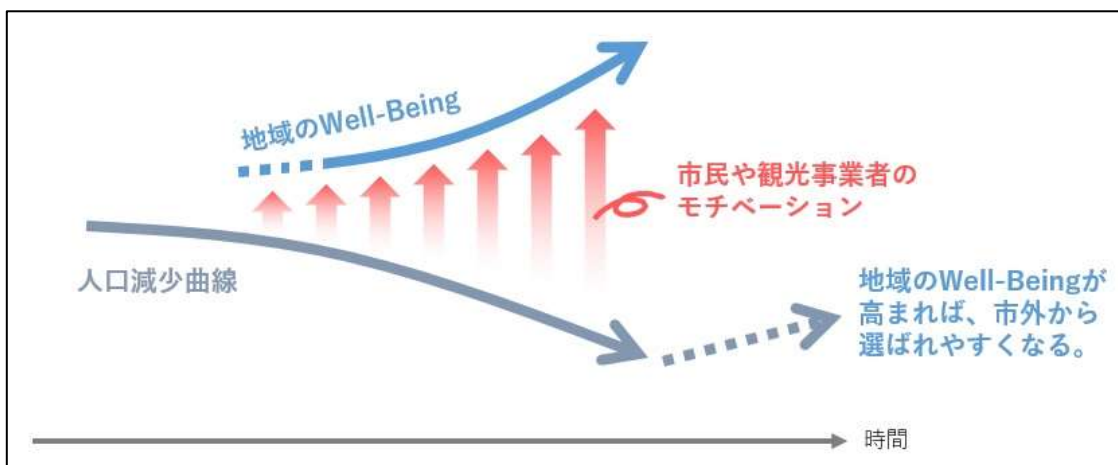 地域のWell-Being
市民や観光事業者の
モチベーション
人口減少曲線
地域のWell-Beingが
高まれば、市外から
選ばれやすくなる。
時間